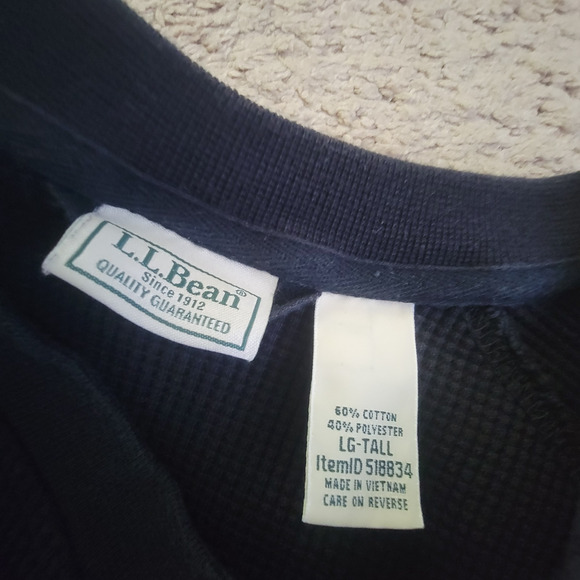 L.L.Bean®
Since 1912
QUALITY GUARANTEED
60% COTTON
40% POLYESTER
LG-TALL
ItemID 518834
MADE IN VIETNAM
CARE ON REVERSE